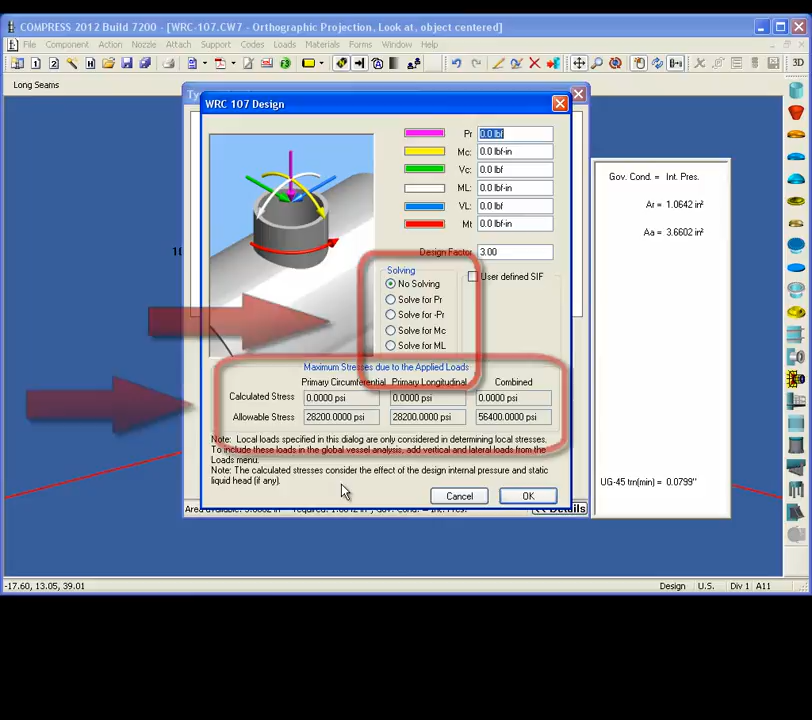 COMPRESS 2012 Build 7200 - [WRC-107.CW7 - Orthographic Projection, Look at, object centered]
File Component Action Nozzle Attach Support Codes Loads Materials Forms Window Help
3D
Long Seams
WRC 107 Design
Pr 0.0 lbf
Mc: 0.0 lbf-in
Vc: 0.0 lbf
ML: 0.0 lbf-in
VL: 0.0 lbf
Mt 0.0 lbf-in
Design Factor 3.00
Solving
User defined SIF
No Solving
Solve for Pr
Solve for -Pr
Solve for Mc
Solve for ML
Maximum Stresses due to the Applied Loads
Primary Circumferential Primary Longitudinal Combined
Calculated Stress 0.0000 psi 0.0000 psi 0.0000 psi
Allowable Stress 28200.0000 psi 28200.0000 psi 56400.0000 psi
Note: Local loads specified in this dialog are only considered in determining local stresses.
To include these loads in the global vessel analysis, add vertical and lateral loads from the
Loads menu.
Note: The calculated stresses consider the effect of the design internal pressure and static
liquid head (if any).
Cancel OK
<< Details
Gov. Cond. = Int. Pres.
Ar = 1.0642 in²
Aa = 3.6602 in²
UG-45 trn(min) = 0.0799"
-17.60, 13.05, 39.01
Design U.S. Div 1 A11